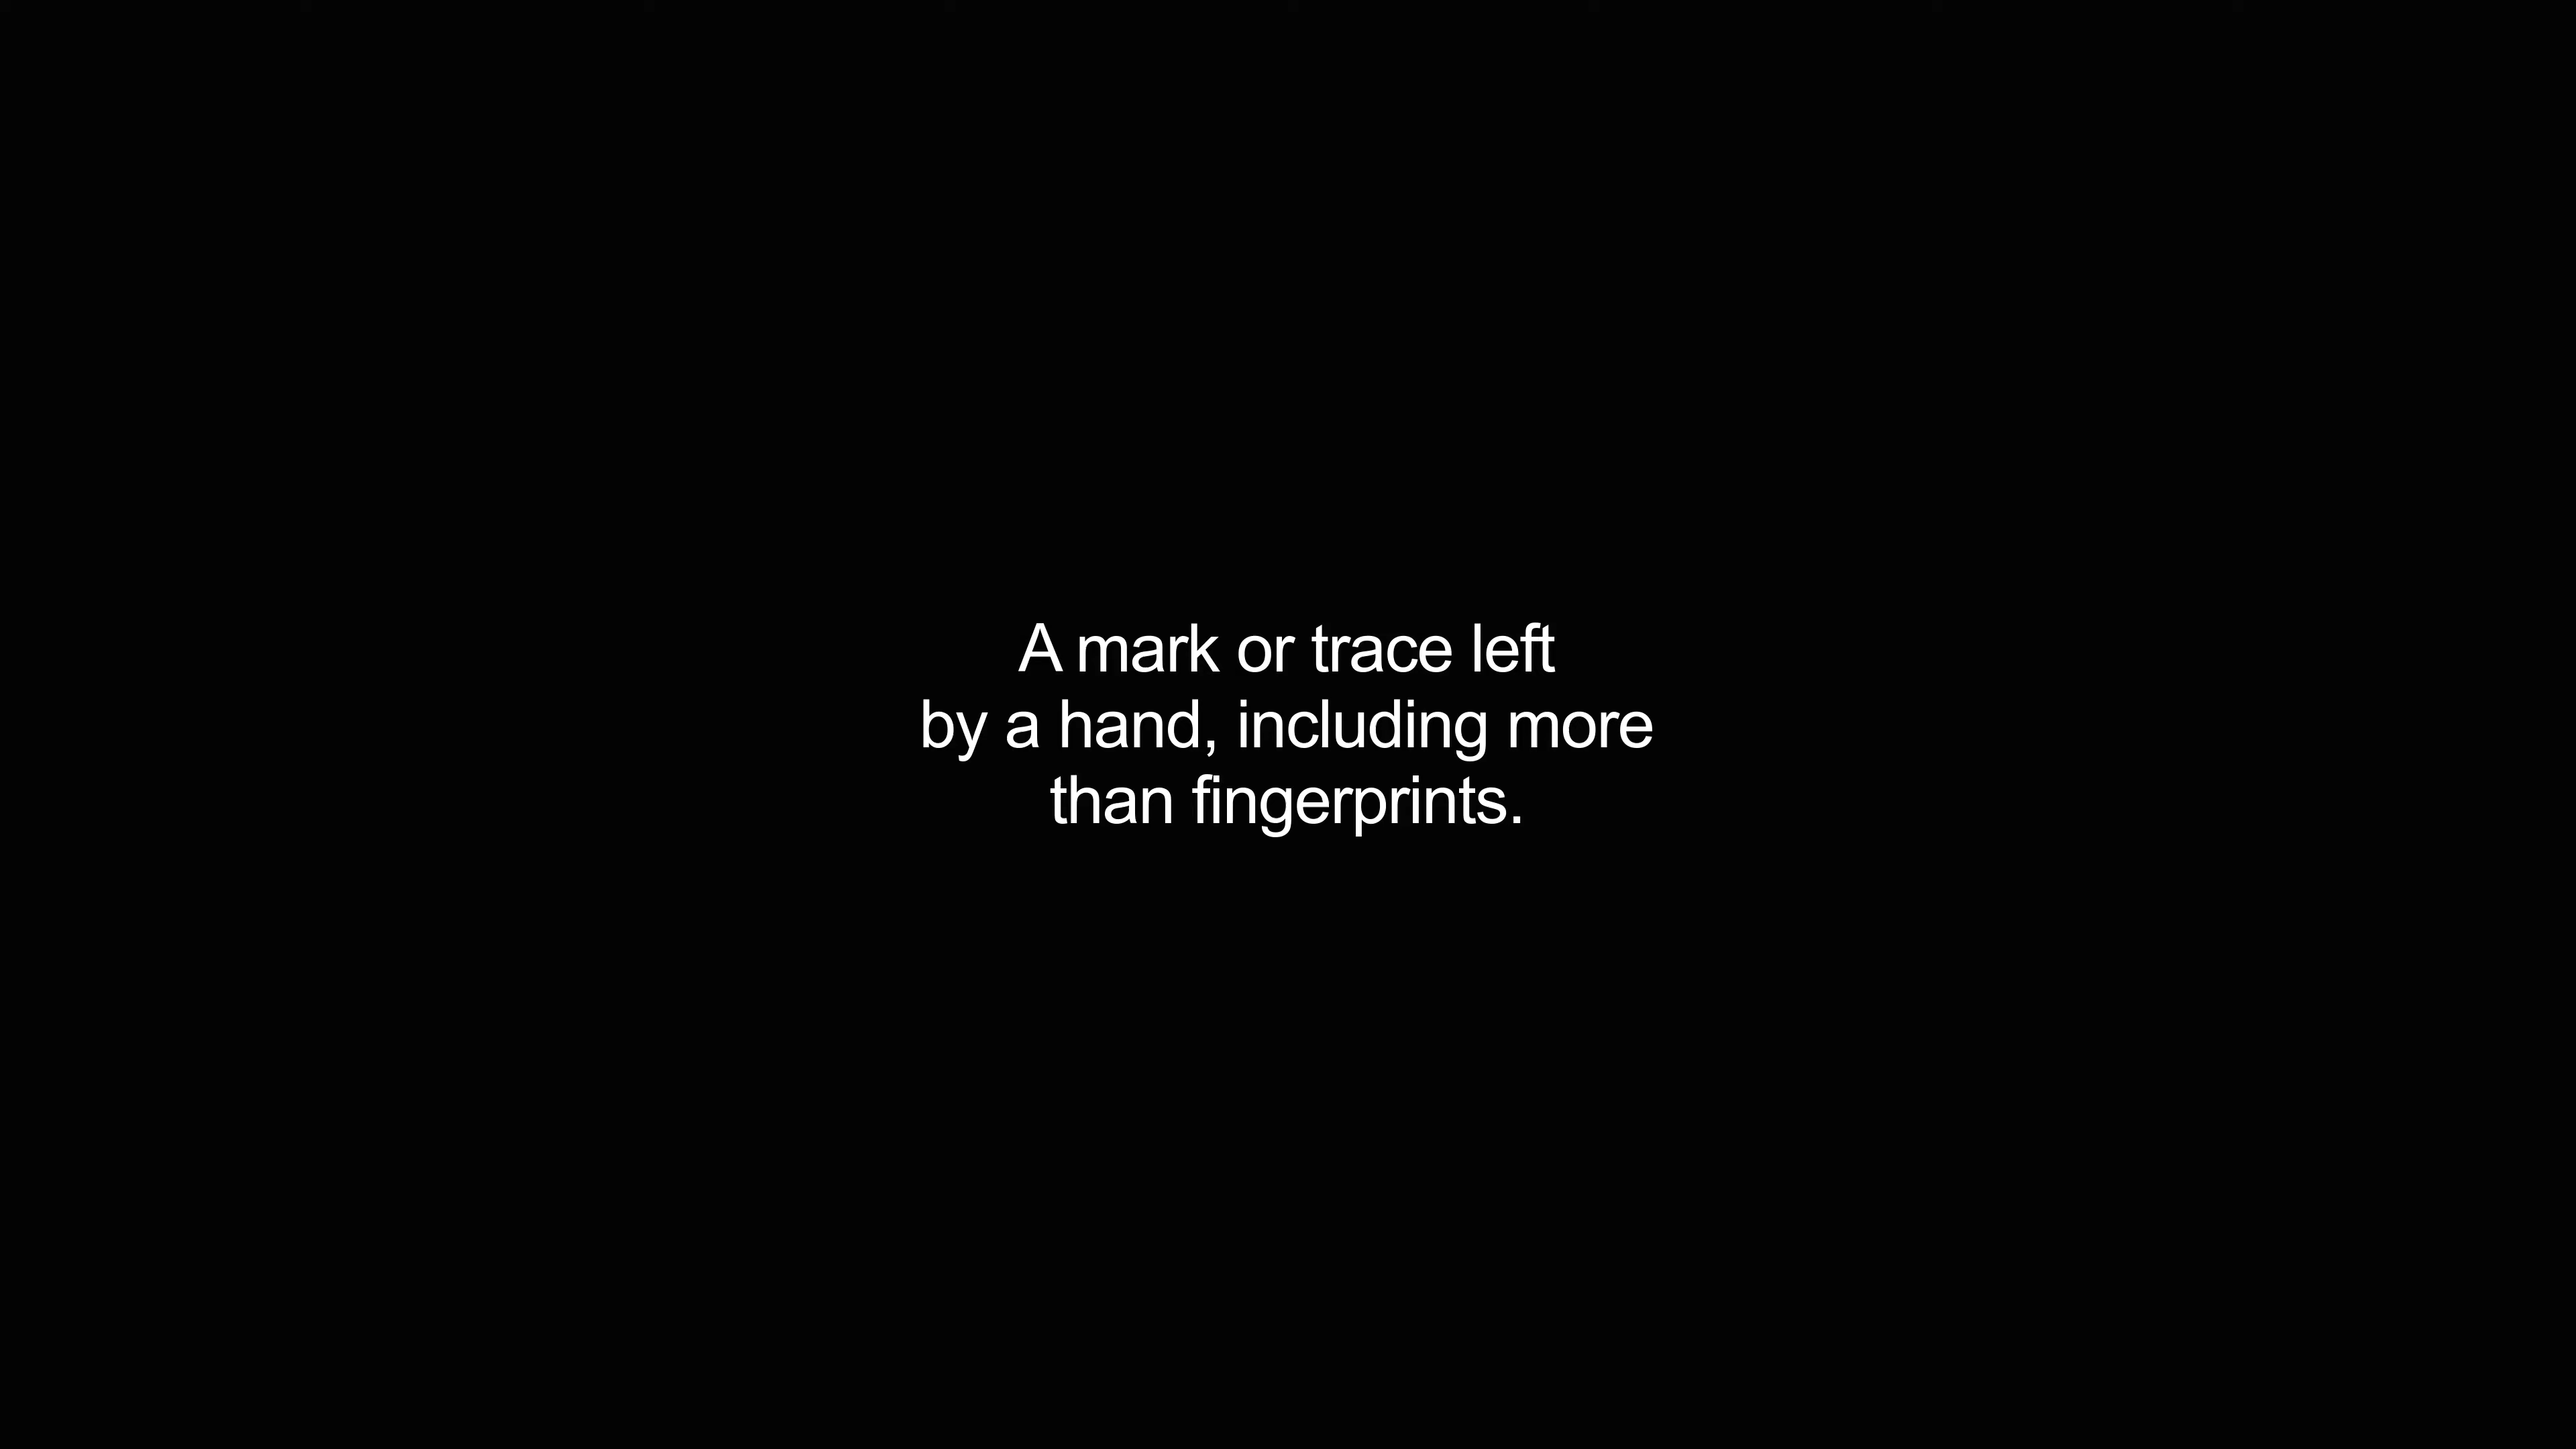 A mark or trace left
by a hand, including more
than fingerprints.